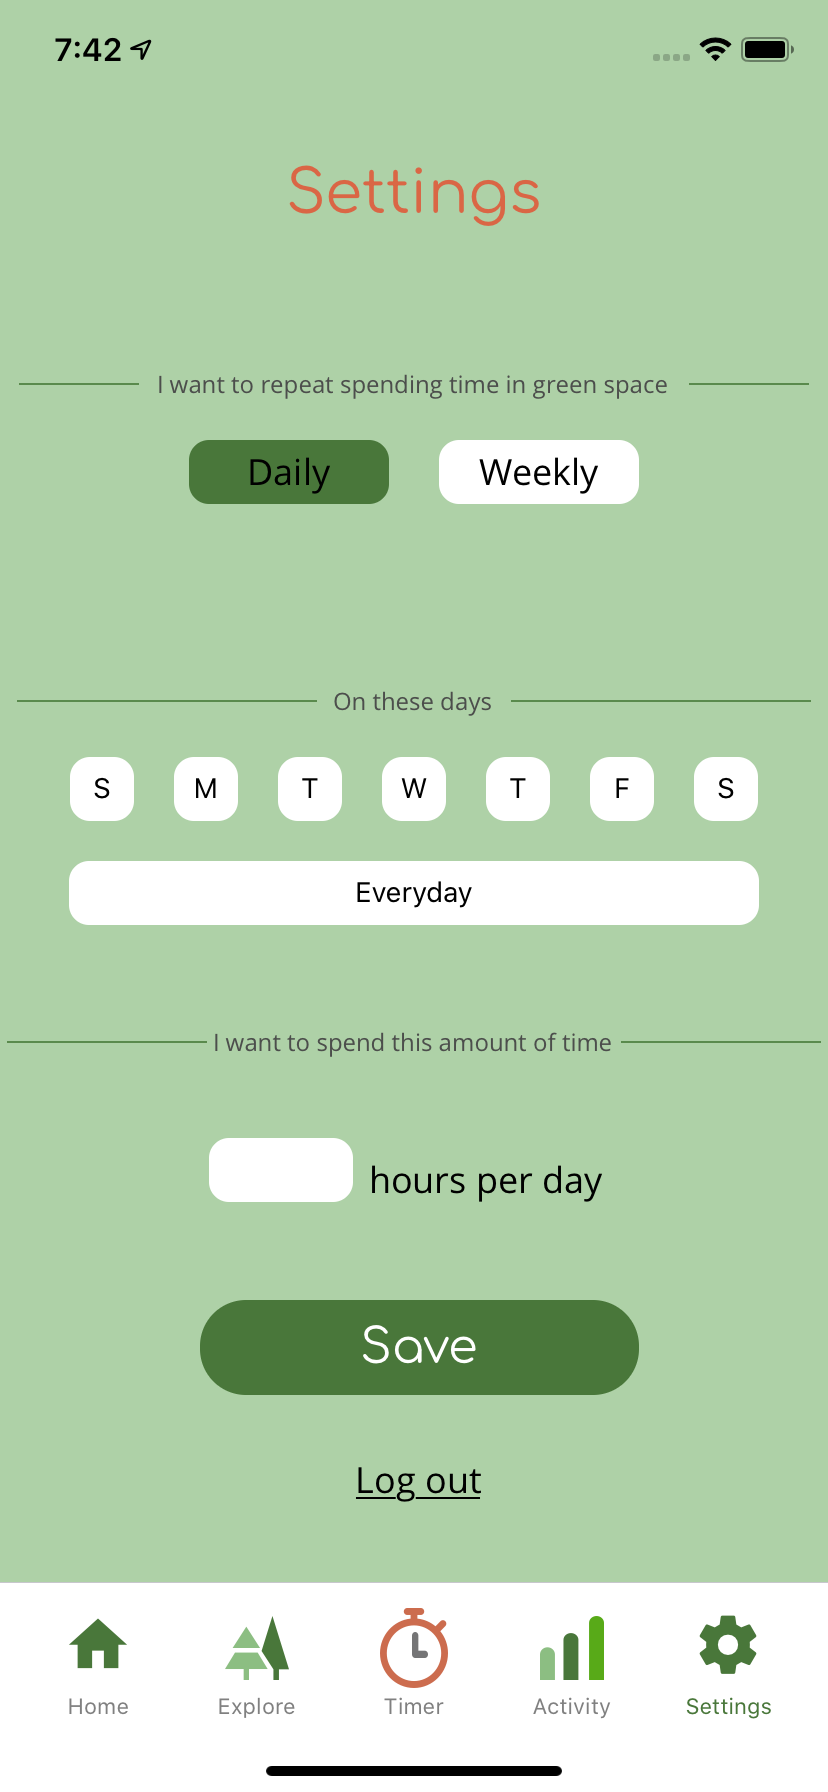 7:42
Settings
I want to repeat spending time in green space
Daily Weekly
On these days
S M T W T F S
Everyday
I want to spend this amount of time
hours per day
Save
Log out
Home Explore Timer Activity Settings